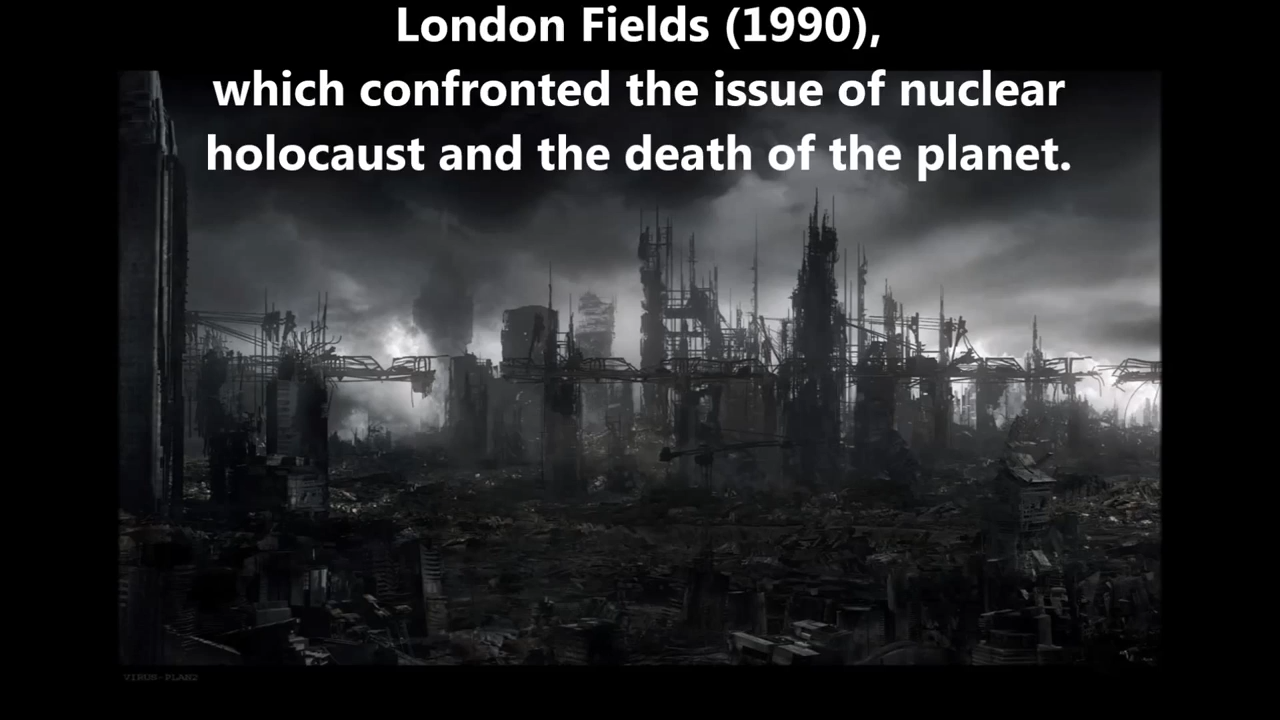 London Fields (1990),
which confronted the issue of nuclear
holocaust and the death of the planet.